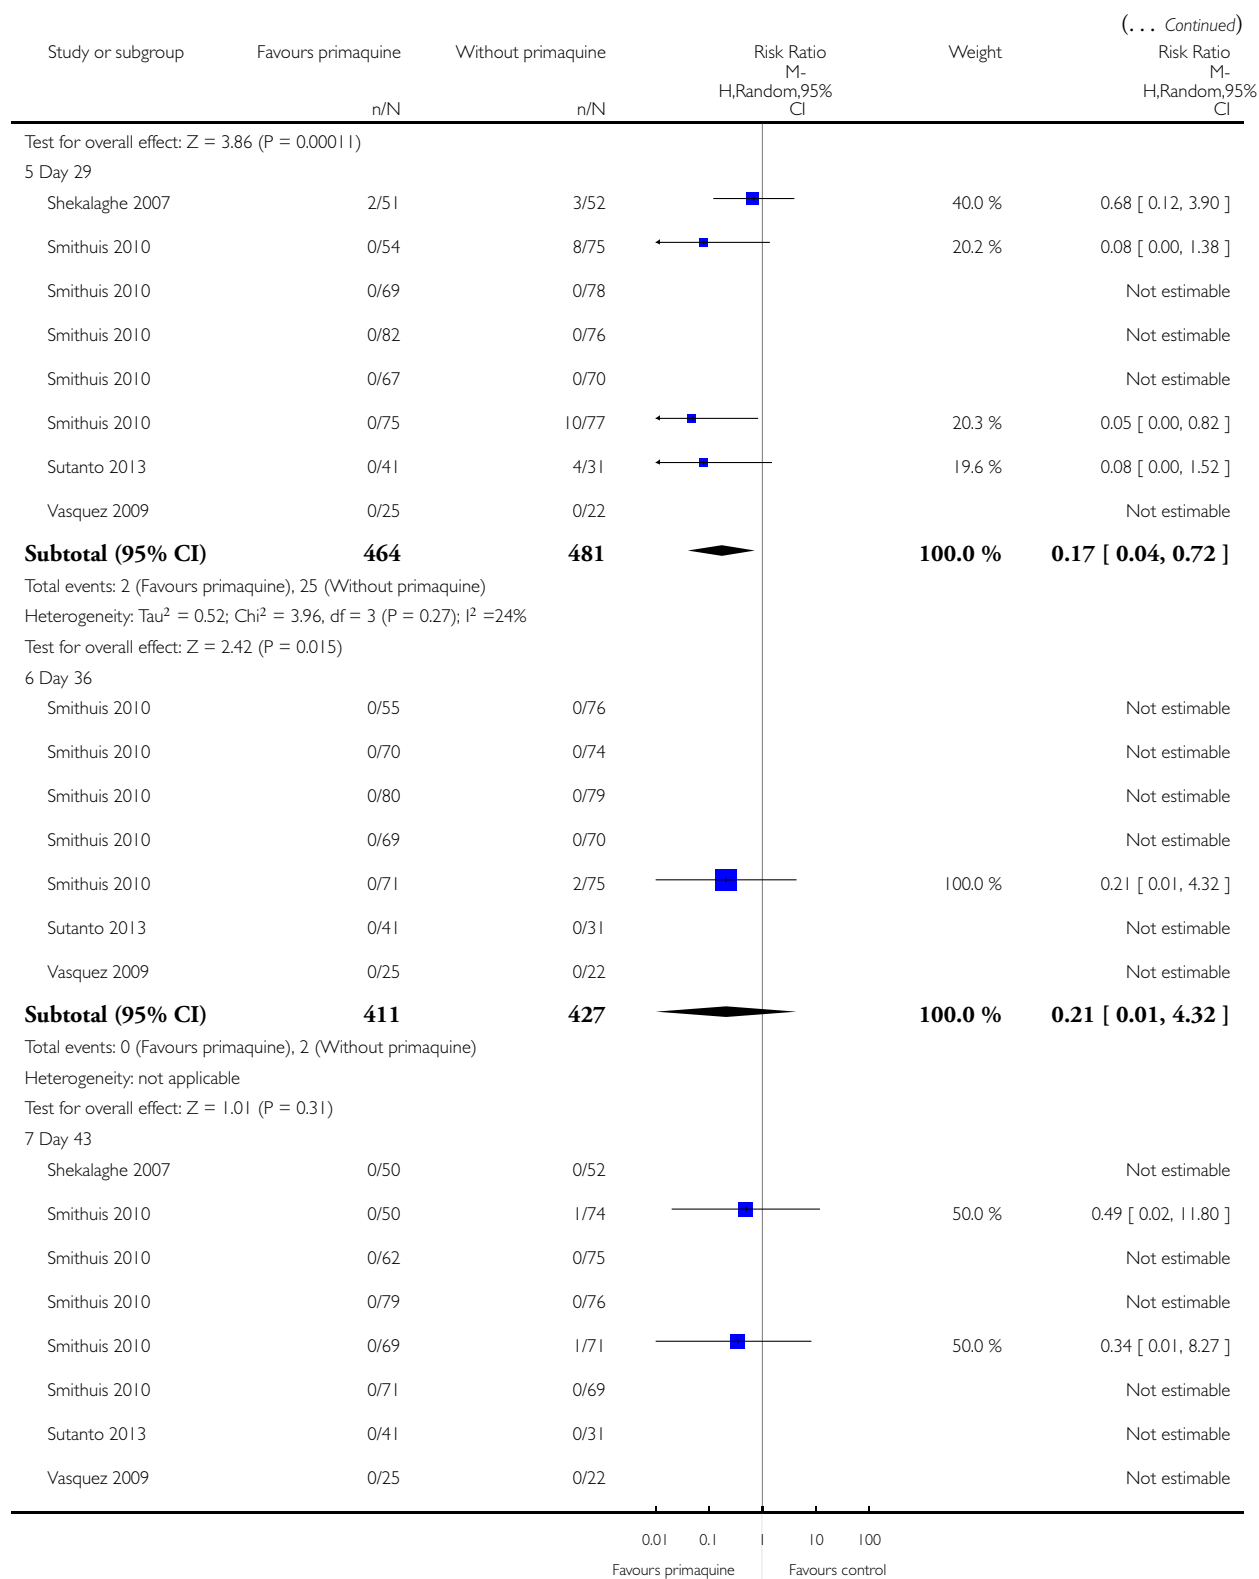 (... Continued)
Study or subgroup Favours primaquine Without primaquine Risk Ratio Weight Risk Ratio
M- M-
H,Random,95% H,Random,95%
n/N n/N CI CI
Test for overall effect: Z = 3.86 (P = 0.00011)
5 Day 29
Shekalaghe 2007 2/51 3/52 40.0 % 0.68 [ 0.12, 3.90 ]
Smithuis 2010 0/54 8/75 20.2 % 0.08 [ 0.00, 1.38 ]
Smithuis 2010 0/69 0/78 Not estimable
Smithuis 2010 0/82 0/76 Not estimable
Smithuis 2010 0/67 0/70 Not estimable
Smithuis 2010 0/75 10/77 20.3 % 0.05 [ 0.00, 0.82 ]
Sutanto 2013 0/41 4/31 19.6 % 0.08 [ 0.00, 1.52 ]
Vasquez 2009 0/25 0/22 Not estimable
Subtotal (95% CI) 464 481 100.0 % 0.17 [ 0.04, 0.72 ]
Total events: 2 (Favours primaquine), 25 (Without primaquine)
Heterogeneity: Tau² = 0.52; Chi² = 3.96, df = 3 (P = 0.27); I² =24%
Test for overall effect: Z = 2.42 (P = 0.015)
6 Day 36
Smithuis 2010 0/55 0/76 Not estimable
Smithuis 2010 0/70 0/74 Not estimable
Smithuis 2010 0/80 0/79 Not estimable
Smithuis 2010 0/69 0/70 Not estimable
Smithuis 2010 0/71 2/75 100.0 % 0.21 [ 0.01, 4.32 ]
Sutanto 2013 0/41 0/31 Not estimable
Vasquez 2009 0/25 0/22 Not estimable
Subtotal (95% CI) 411 427 100.0 % 0.21 [ 0.01, 4.32 ]
Total events: 0 (Favours primaquine), 2 (Without primaquine)
Heterogeneity: not applicable
Test for overall effect: Z = 1.01 (P = 0.31)
7 Day 43
Shekalaghe 2007 0/50 0/52 Not estimable
Smithuis 2010 0/50 1/74 50.0 % 0.49 [ 0.02, 11.80 ]
Smithuis 2010 0/62 0/75 Not estimable
Smithuis 2010 0/79 0/76 Not estimable
Smithuis 2010 0/69 1/71 50.0 % 0.34 [ 0.01, 8.27 ]
Smithuis 2010 0/71 0/69 Not estimable
Sutanto 2013 0/41 0/31 Not estimable
Vasquez 2009 0/25 0/22 Not estimable
0.01 0.1 1 10 100
Favours primaquine Favours control